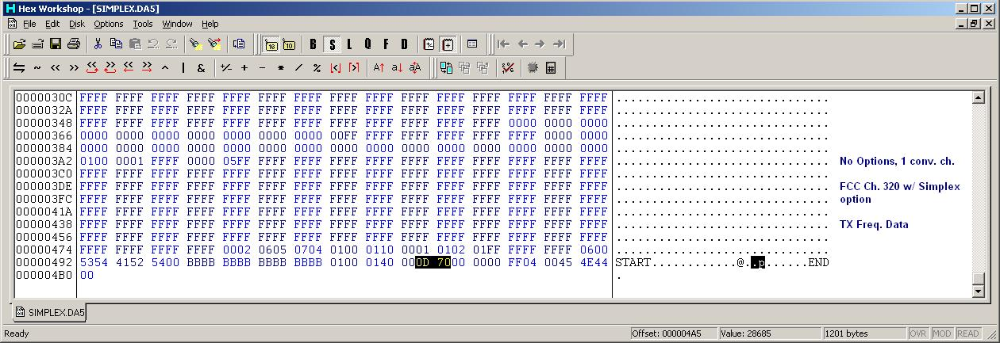 Hex Workshop - [SIMPLEX.DA5]
File Edit Disk Options Tools Window Help
16 10 B S L Q F D
0000030C FFFF FFFF FFFF FFFF FFFF FFFF FFFF FFFF FFFF FFFF FFFF FFFF FFFF FFFF FFFF ..............................
0000032A FFFF FFFF FFFF FFFF FFFF FFFF FFFF FFFF FFFF FFFF FFFF FFFF FFFF FFFF FFFF ..............................
00000348 FFFF FFFF FFFF FFFF FFFF FFFF FFFF FFFF FFFF FFFF FFFF FFFF 0000 0000 0000 ..............................
00000366 0000 0000 0000 0000 0000 0000 0000 00FF FFFF FFFF FFFF FFFF FFFF 0000 0000 ..............................
00000384 0000 0000 0000 0000 0000 0000 0000 0000 0000 0000 0000 0000 0000 0000 0000 ..............................
000003A2 0100 0001 FFFF 0000 05FF FFFF FFFF FFFF FFFF FFFF FFFF FFFF FFFF FFFF FFFF .............................. No Options, 1 conv. ch.
000003C0 FFFF FFFF FFFF FFFF FFFF FFFF FFFF FFFF FFFF FFFF FFFF FFFF FFFF FFFF FFFF ..............................
000003DE FFFF FFFF FFFF FFFF FFFF FFFF FFFF FFFF FFFF FFFF FFFF FFFF FFFF FFFF FFFF .............................. FCC Ch. 320 w/ Simplex
000003FC FFFF FFFF FFFF FFFF FFFF FFFF FFFF FFFF FFFF FFFF FFFF FFFF FFFF FFFF FFFF .............................. option
0000041A FFFF FFFF FFFF FFFF FFFF FFFF FFFF FFFF FFFF FFFF FFFF FFFF FFFF FFFF FFFF ..............................
00000438 FFFF FFFF FFFF FFFF FFFF FFFF FFFF FFFF FFFF FFFF FFFF FFFF FFFF FFFF FFFF .............................. TX Freq. Data
00000456 FFFF FFFF FFFF FFFF FFFF FFFF FFFF FFFF FFFF FFFF FFFF FFFF FFFF FFFF FFFF ..............................
00000474 FFFF FFFF FFFF FFFF 0002 0605 0704 0100 0110 0001 0102 01FF FFFF FFFF 0600 ..............................
00000492 5354 4152 5400 BBBB BBBB BBBB BBBB 0100 0140 000D 7000 0000 FF04 0045 4E44 START............@..p......END
000004B0 00 .
SIMPLEX.DA5
Ready Offset: 000004A5 Value: 28685 1201 bytes OVR MOD READ